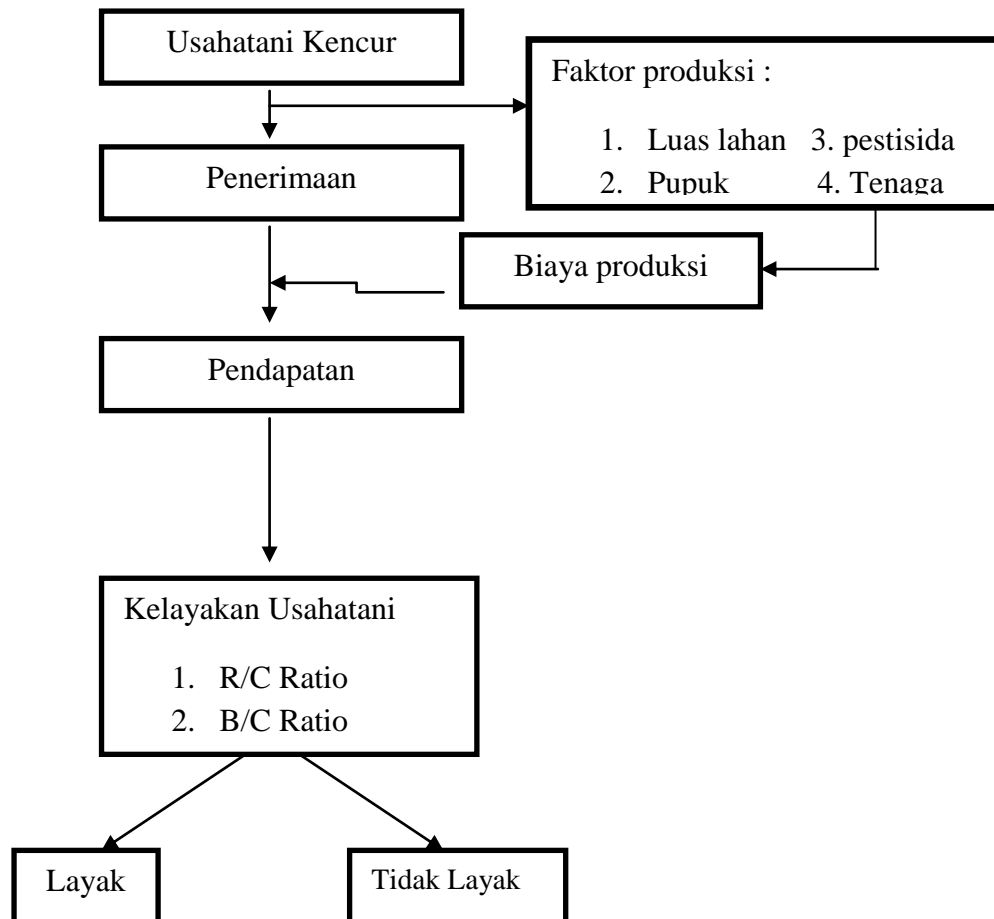 Usahatani Kencur
Faktor produksi :
1. Luas lahan 3. pestisida
2. Pupuk 4. Tenaga
Penerimaan
Biaya produksi
Pendapatan
Kelayakan Usahatani
1. R/C Ratio
2. B/C Ratio
Layak
Tidak Layak